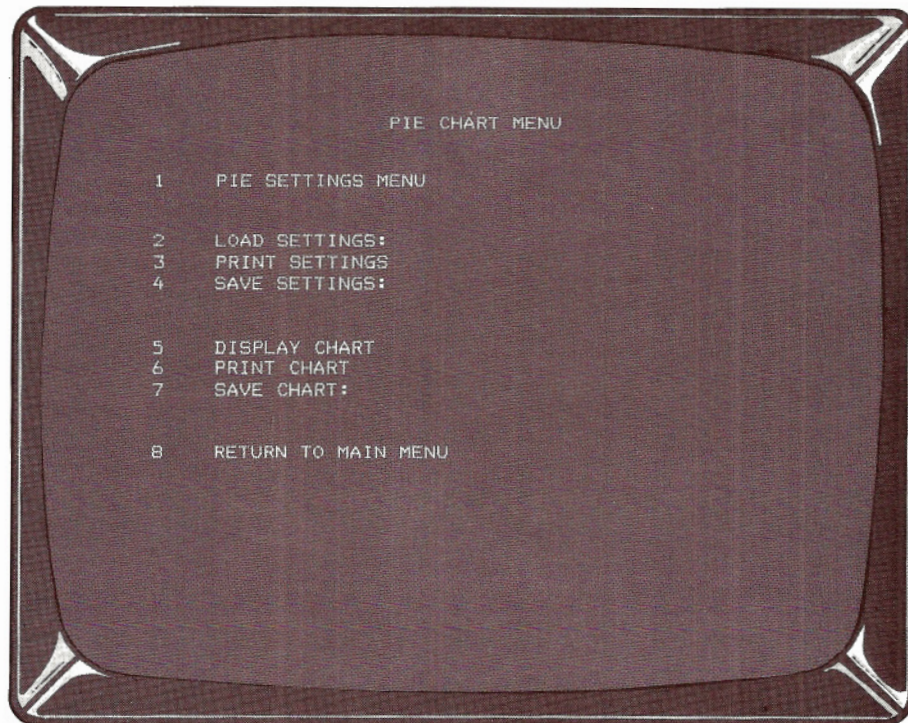 PIE CHART MENU
1 PIE SETTINGS MENU
2 LOAD SETTINGS:
3 PRINT SETTINGS
4 SAVE SETTINGS:
5 DISPLAY CHART
6 PRINT CHART
7 SAVE CHART:
8 RETURN TO MAIN MENU